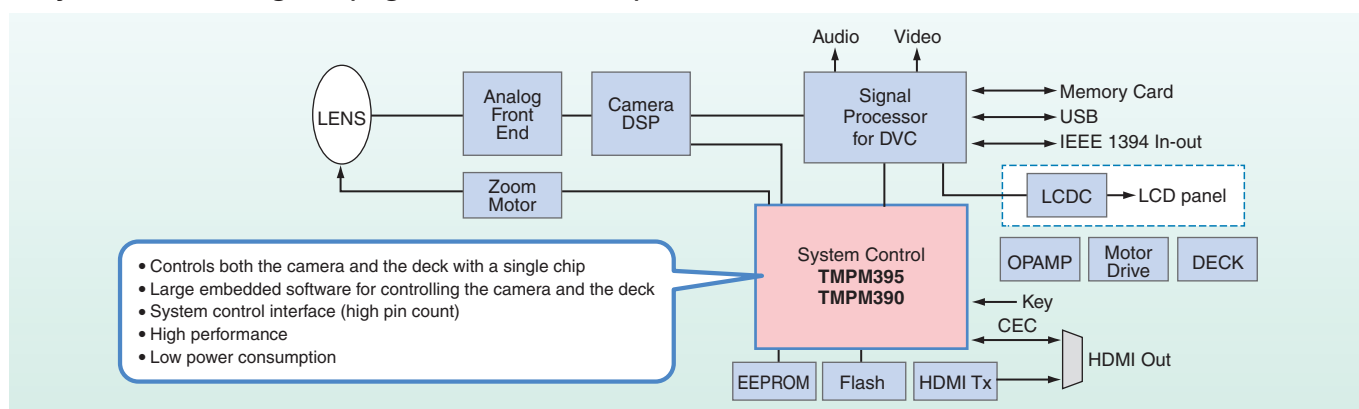 Audio Video
LENS
Analog
Front
End
Camera
DSP
Signal
Processor
for DVC
Memory Card
USB
IEEE 1394 In-out
Zoom
Motor
LCDC
LCD panel
• Controls both the camera and the deck with a single chip
• Large embedded software for controlling the camera and the deck
• System control interface (high pin count)
• High performance
• Low power consumption
System Control
TMPM395
TMPM390
OPAMP
Motor
Drive
DECK
Key
CEC
HDMI Out
EEPROM
Flash
HDMI Tx